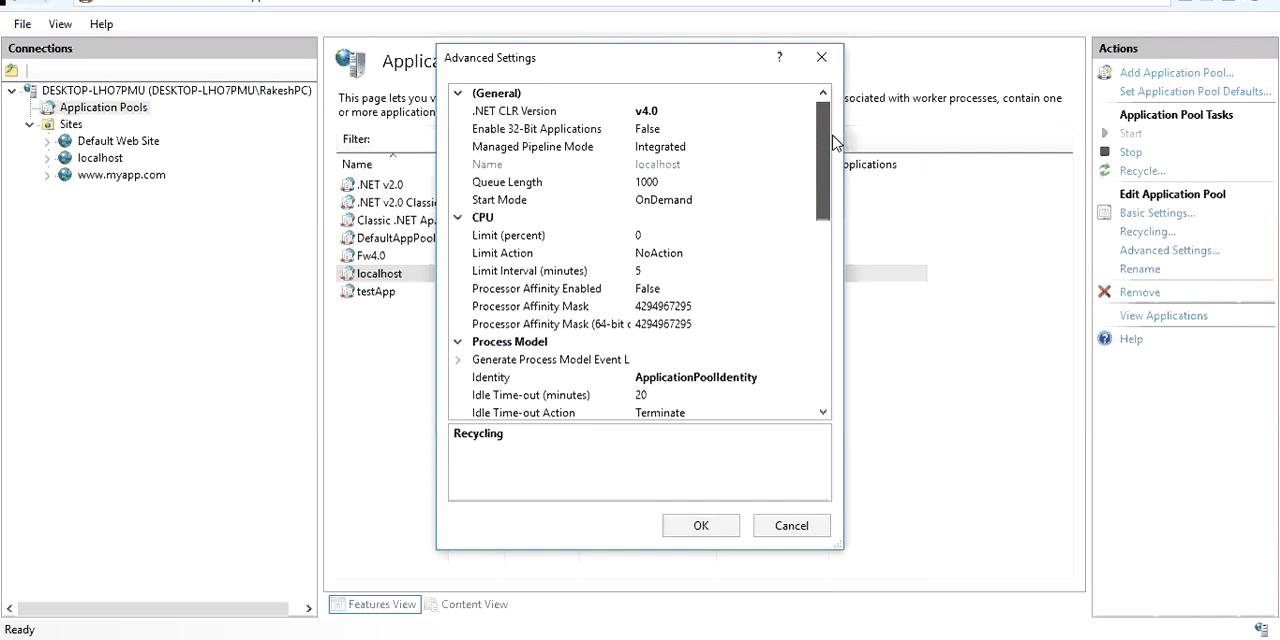 File View Help
Connections
DESKTOP-LHO7PMU (DESKTOP-LHO7PMU\RakeshPC)
Application Pools
Sites
Default Web Site
localhost
www.myapp.com
Applica
This page lets you v
sociated with worker processes, contain one
or more application
Filter:
Name
pplications
.NET v2.0
.NET v2.0 Classi
Classic .NET Ap
DefaultAppPool
Fw4.0
localhost
testApp
Advanced Settings ?
(General)
.NET CLR Version v4.0
Enable 32-Bit Applications False
Managed Pipeline Mode Integrated
Name localhost
Queue Length 1000
Start Mode OnDemand
CPU
Limit (percent) 0
Limit Action NoAction
Limit Interval (minutes) 5
Processor Affinity Enabled False
Processor Affinity Mask 4294967295
Processor Affinity Mask (64-bit c 4294967295
Process Model
Generate Process Model Event L
Identity ApplicationPoolIdentity
Idle Time-out (minutes) 20
Idle Time-out Action Terminate
Recycling
OK Cancel
Features View Content View
Actions
Add Application Pool...
Set Application Pool Defaults...
Application Pool Tasks
Start
Stop
Recycle...
Edit Application Pool
Basic Settings...
Recycling...
Advanced Settings...
Rename
Remove
View Applications
Help
Ready